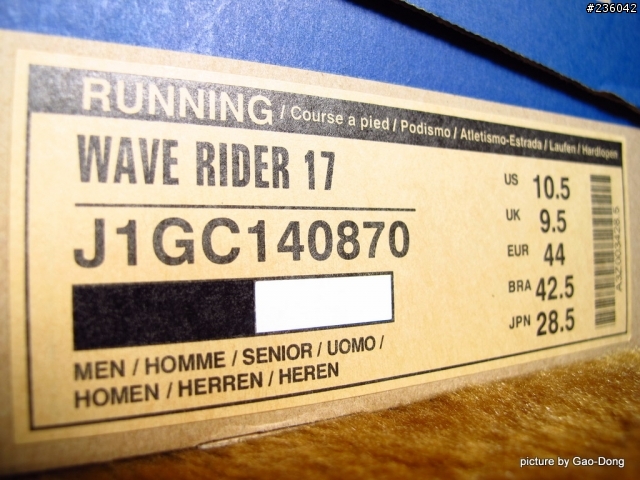 #236042
RUNNING / Course a pied / Podismo / Atletismo-Estrada / Laufen / Hardlopen
WAVE RIDER 17
J1GC140870
MEN / HOMME / SENIOR / UOMO /
HOMEN / HERREN / HEREN
US 10.5
UK 9.5
EUR 44
BRA 42.5
JPN 28.5
picture by Gao-Dong